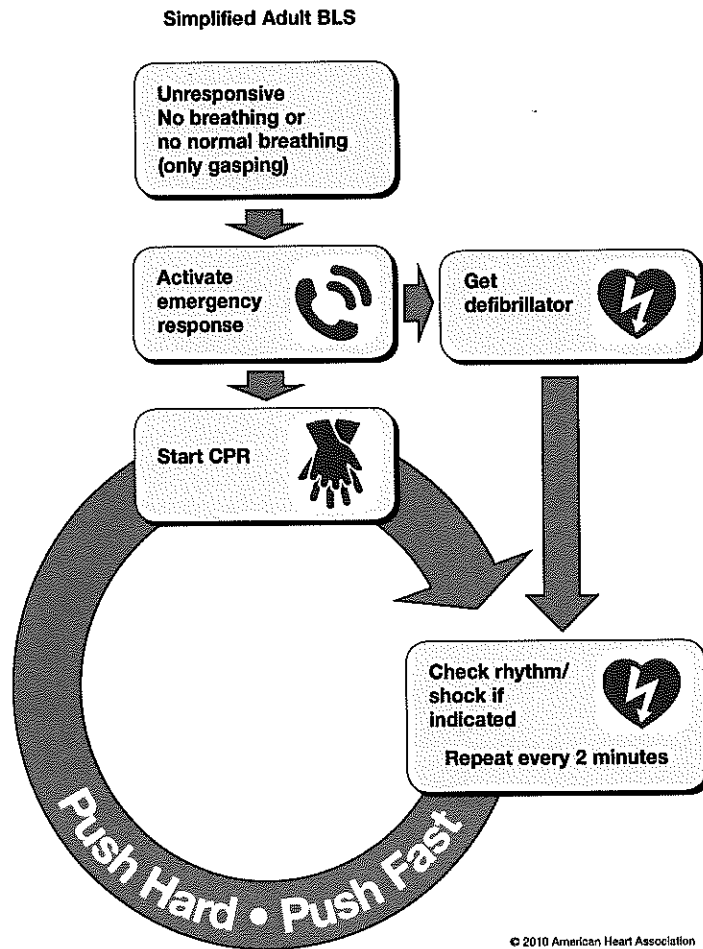 Simplified Adult BLS
Unresponsive
No breathing or
no normal breathing
(only gasping)
Activate
emergency
response
Get
defibrillator
Start CPR
Check rhythm/
shock if
indicated
Repeat every 2 minutes
Push Hard • Push Fast
© 2010 American Heart Association